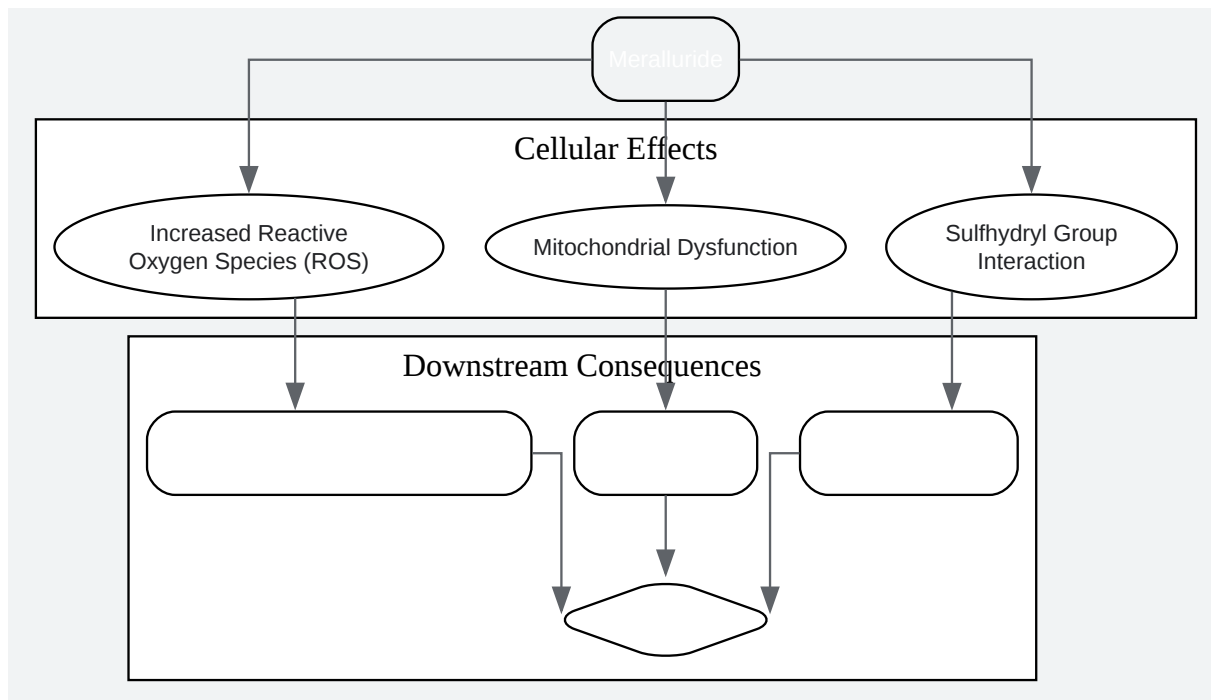 Meralluride
Cellular Effects
Increased Reactive
Oxygen Species (ROS)
Mitochondrial Dysfunction
Sulfhydryl Group
Interaction
Downstream Consequences